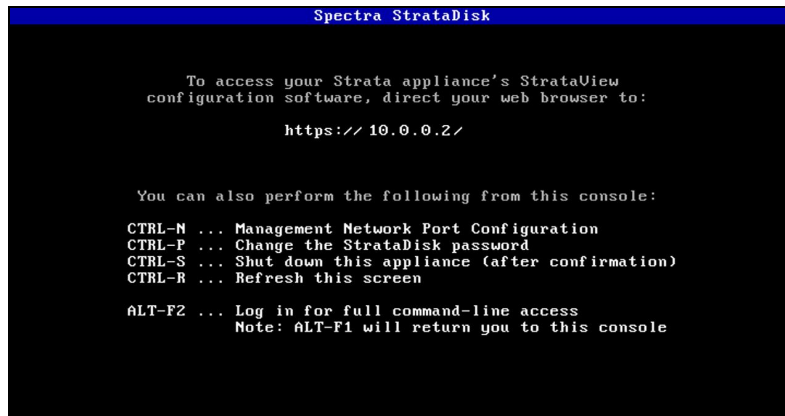 Spectra StrataDisk
To access your Strata appliance's StrataView
configuration software, direct your web browser to:
https:// 10.0.0.2/
You can also perform the following from this console:
CTRL-N ... Management Network Port Configuration
CTRL-P ... Change the StrataDisk password
CTRL-S ... Shut down this appliance (after confirmation)
CTRL-R ... Refresh this screen
ALT-F2 ... Log in for full command-line access
Note: ALT-F1 will return you to this console